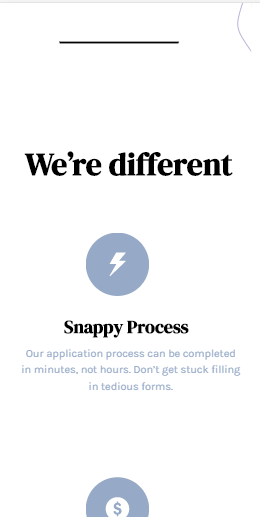 We're different
Snappy Process
Our application process can be completed
in minutes, not hours. Don't get stuck filling
in tedious forms.
$